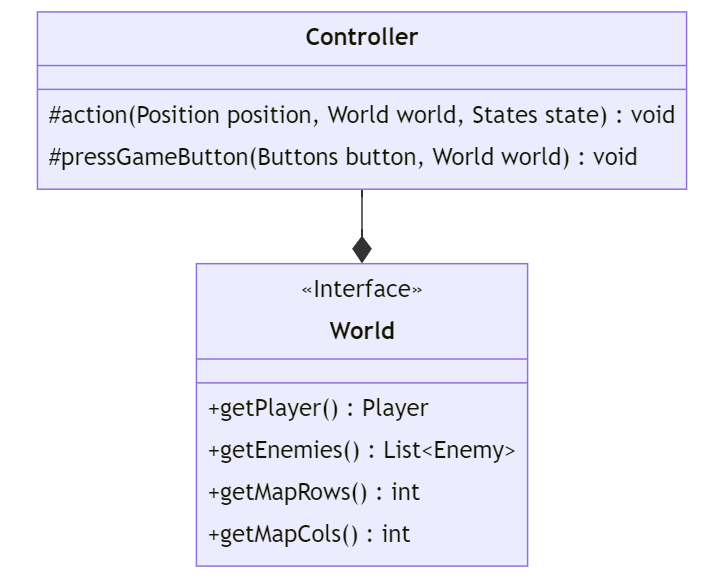 Controller
#action(Position position, World world, States state) : void
#pressGameButton(Buttons button, World world) : void
«Interface»
World
+getPlayer() : Player
+getEnemies() : List<Enemy>
+getMapRows() : int
+getMapCols() : int